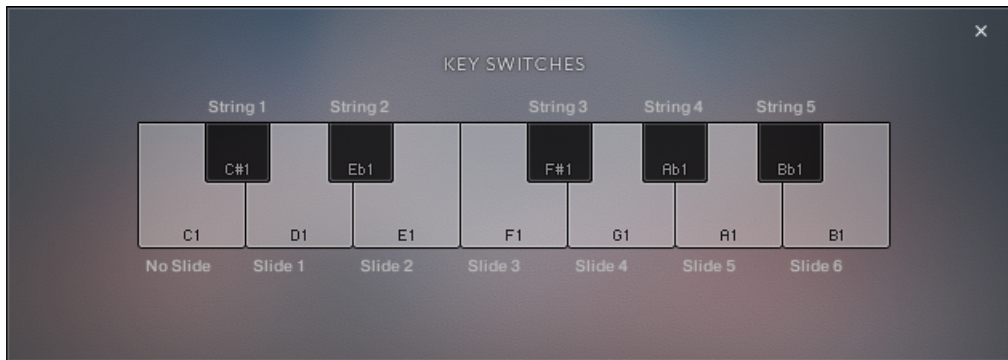 ×
KEY SWITCHES
String 1 String 2 String 3 String 4 String 5
C#1 Eb1 F#1 Ab1 Bb1
C1 D1 E1 F1 G1 A1 B1
No Slide Slide 1 Slide 2 Slide 3 Slide 4 Slide 5 Slide 6